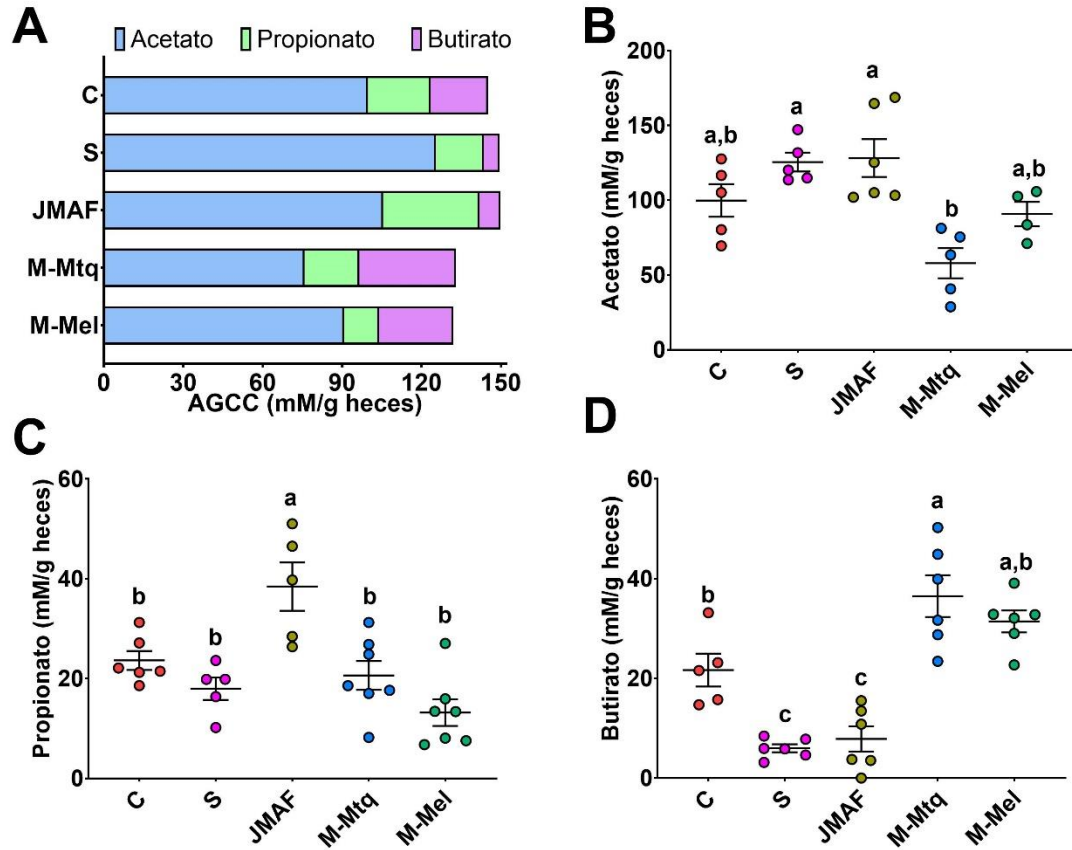 A
Acetato Propionato Butirato
C
S
JMAF
M-Mtq
M-Mel
0 30 60 90 120 150
AGCC (mM/g heces)
B
Acetato (mM/g heces)
200
150
100
50
0
a,b
a
a
b
a,b
C S JMAF M-Mtq M-Mel
C
Propionato (mM/g heces)
60
40
20
0
b
b
a
b
b
C S JMAF M-Mtq M-Mel
D
Butirato (mM/g heces)
60
40
20
0
b
c
c
a
a,b
C S JMAF M-Mtq M-Mel